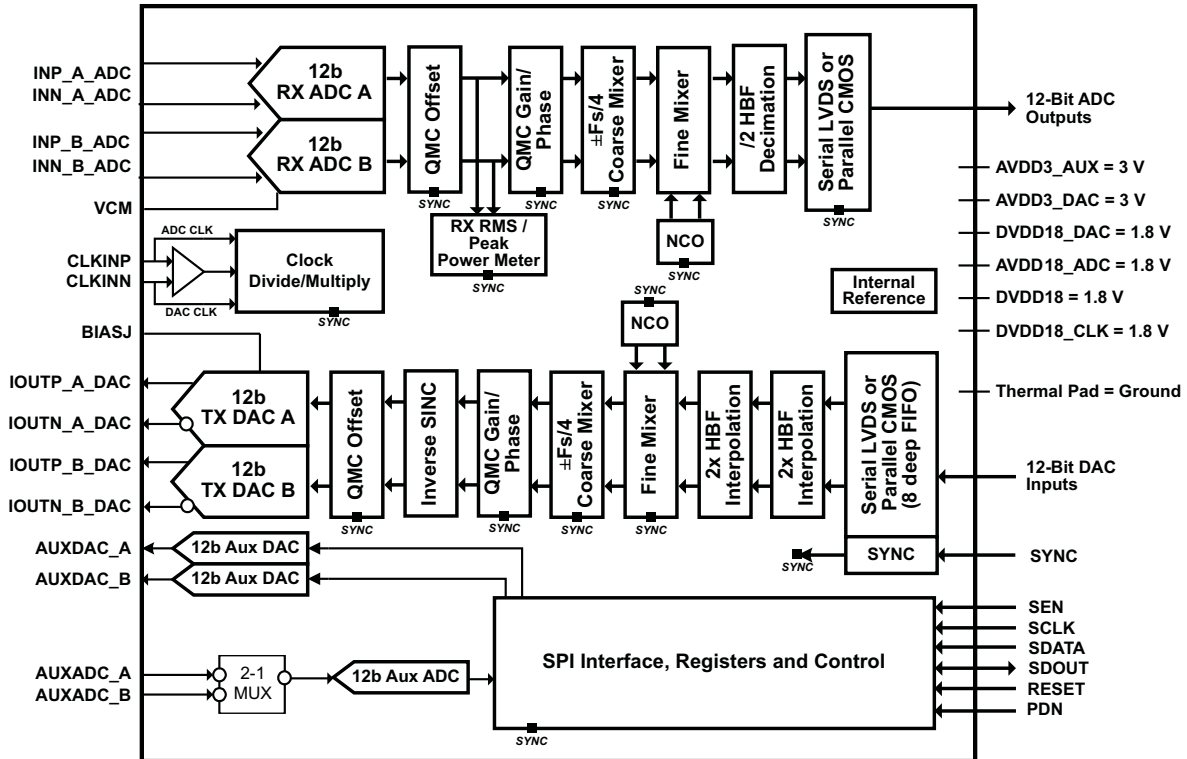 INP_A_ADC
INN_A_ADC
INP_B_ADC
INN_B_ADC
VCM
12b
RX ADC A
12b
RX ADC B
QMC Offset
SYNC
QMC Gain/
Phase
SYNC
±Fs/4
Coarse Mixer
SYNC
Fine Mixer
/2 HBF
Decimation
Serial LVDS or
Parallel CMOS
SYNC
12-Bit ADC
Outputs
RX RMS /
Peak
Power Meter
SYNC
NCO
SYNC
CLKINP
CLKINN
ADC CLK
DAC CLK
Clock
Divide/Multiply
SYNC
Internal
Reference
AVDD3_AUX = 3 V
AVDD3_DAC = 3 V
DVDD18_DAC = 1.8 V
AVDD18_ADC = 1.8 V
DVDD18 = 1.8 V
DVDD18_CLK = 1.8 V
Thermal Pad = Ground
BIASJ
SYNC
NCO
IOUTP_A_DAC
IOUTN_A_DAC
IOUTP_B_DAC
IOUTN_B_DAC
12b
TX DAC A
12b
TX DAC B
QMC Offset
SYNC
Inverse SINC
QMC Gain/
Phase
SYNC
±Fs/4
Coarse Mixer
SYNC
Fine Mixer
SYNC
2x HBF
Interpolation
2x HBF
Interpolation
Serial LVDS or
Parallel CMOS
(8 deep FIFO)
12-Bit DAC
Inputs
SYNC
SYNC
SYNC
AUXDAC_A
AUXDAC_B
12b Aux DAC
12b Aux DAC
AUXADC_A
AUXADC_B
2-1
MUX
12b Aux ADC
SPI Interface, Registers and Control
SYNC
SEN
SCLK
SDATA
SDOUT
RESET
PDN